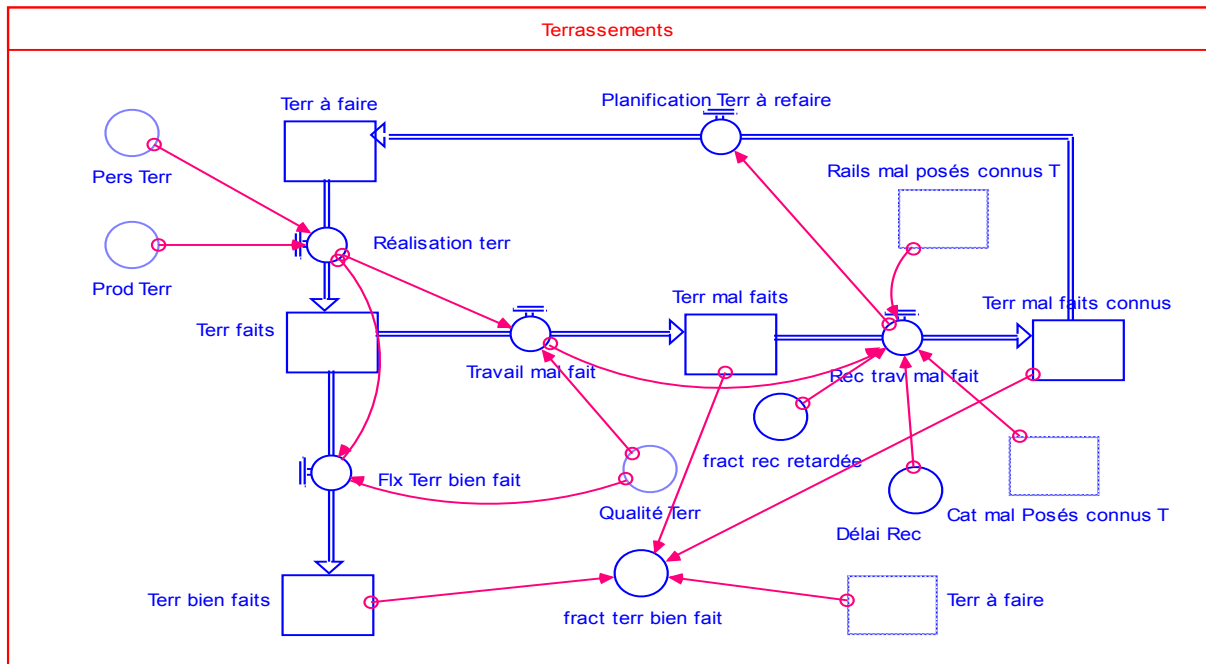 Terrassements
Terr à faire
Planification Terr à refaire
Pers Terr
Rails mal posés connus T
Réalisation terr
Prod Terr
Terr mal faits
Terr mal faits connus
Terr faits
Travail mal fait
Rec trav mal fait
fract rec retardée
Flx Terr bien fait
Qualité Terr
Cat mal Posés connus T
Délai Rec
Terr bien faits
fract terr bien fait
Terr à faire